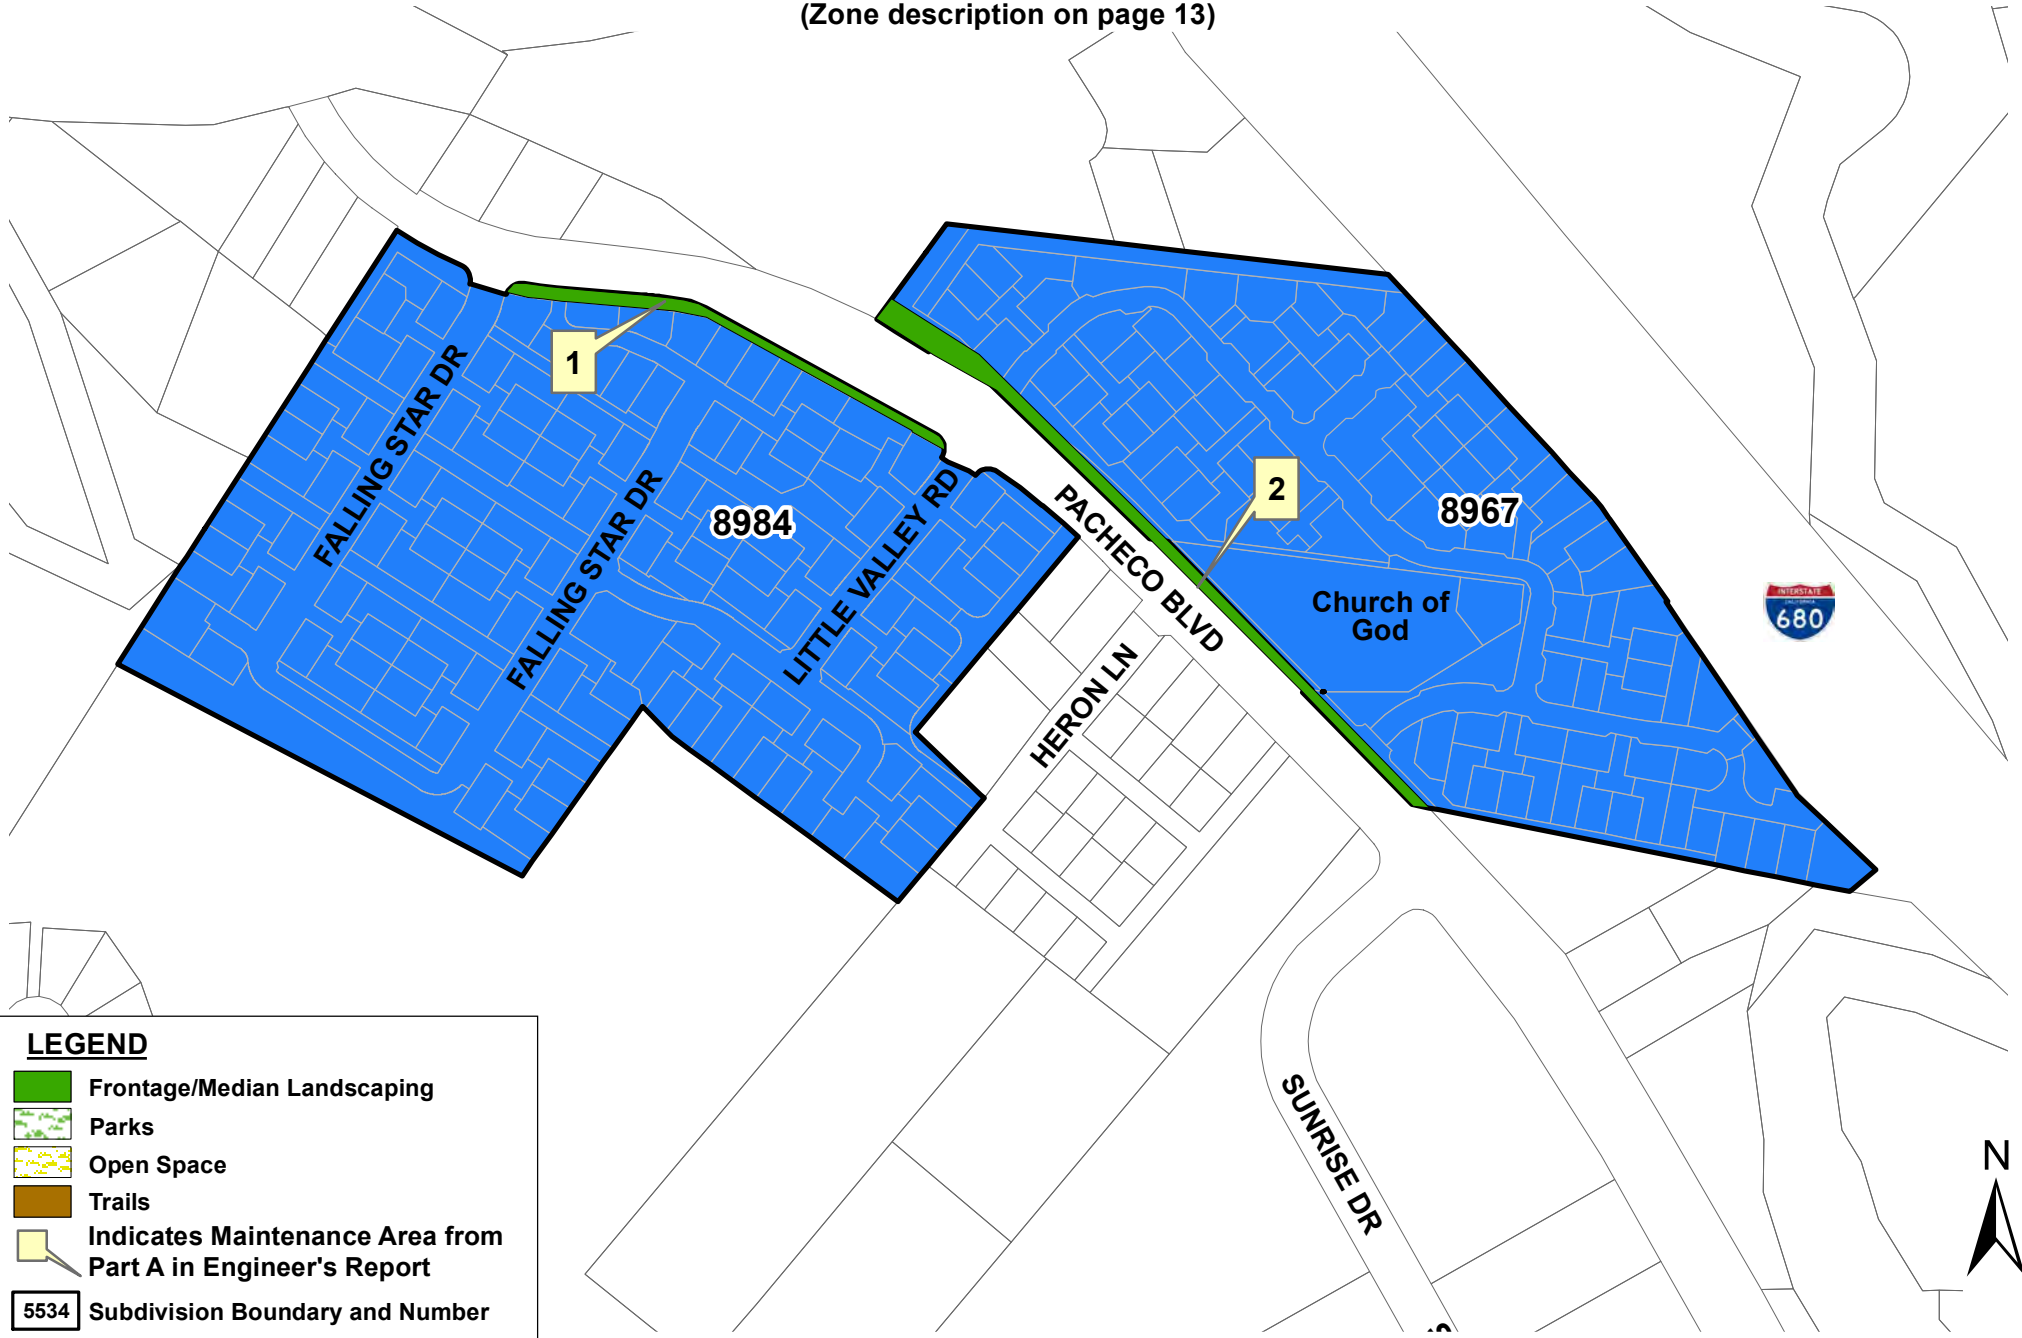 (Zone description on page 13)
1
FALLING STAR DR
FALLING STAR DR
8984
LITTLE VALLEY RD
PACHECO BLVD
2
8967
Church of
God
INTERSTATE
CALIFORNIA
680
HERON LN
SUNRISE DR
N
LEGEND
Frontage/Median Landscaping
Parks
Open Space
Trails
Indicates Maintenance Area from
Part A in Engineer's Report
5534 Subdivision Boundary and Number